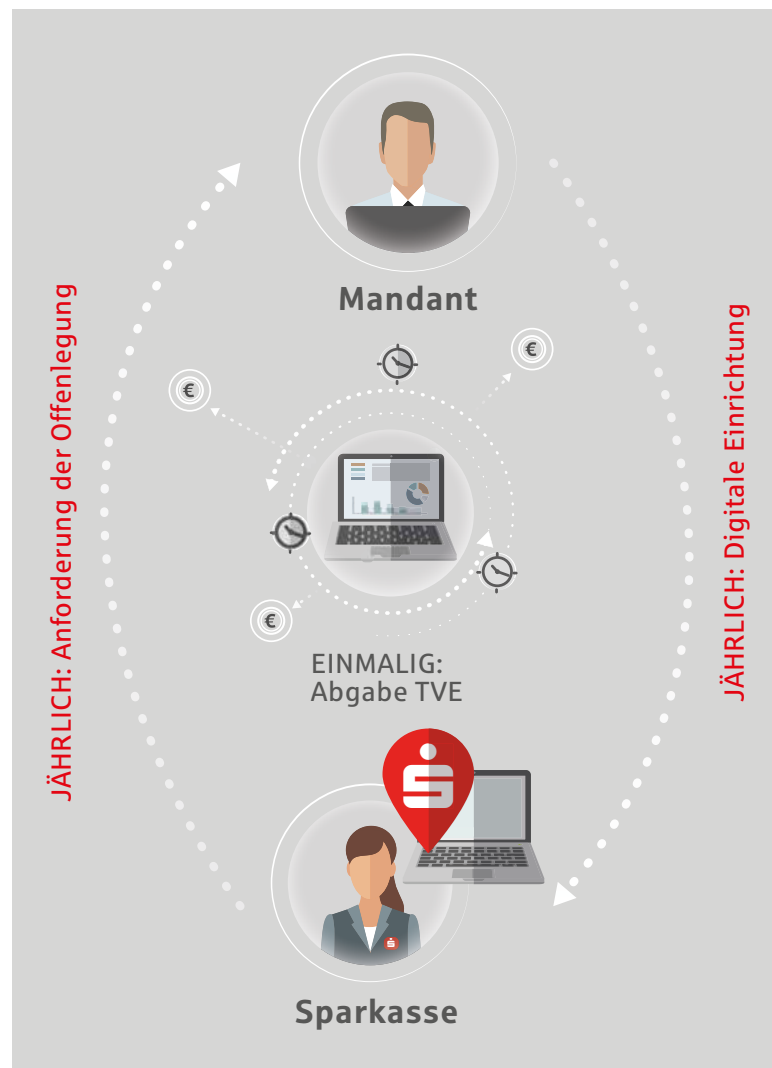 Mandant
JÄHRLICH: Anforderung der Offenlegung
JÄHRLICH: Digitale Einrichtung
€
€
€
EINMALIG:
Abgabe TVE
Sparkasse